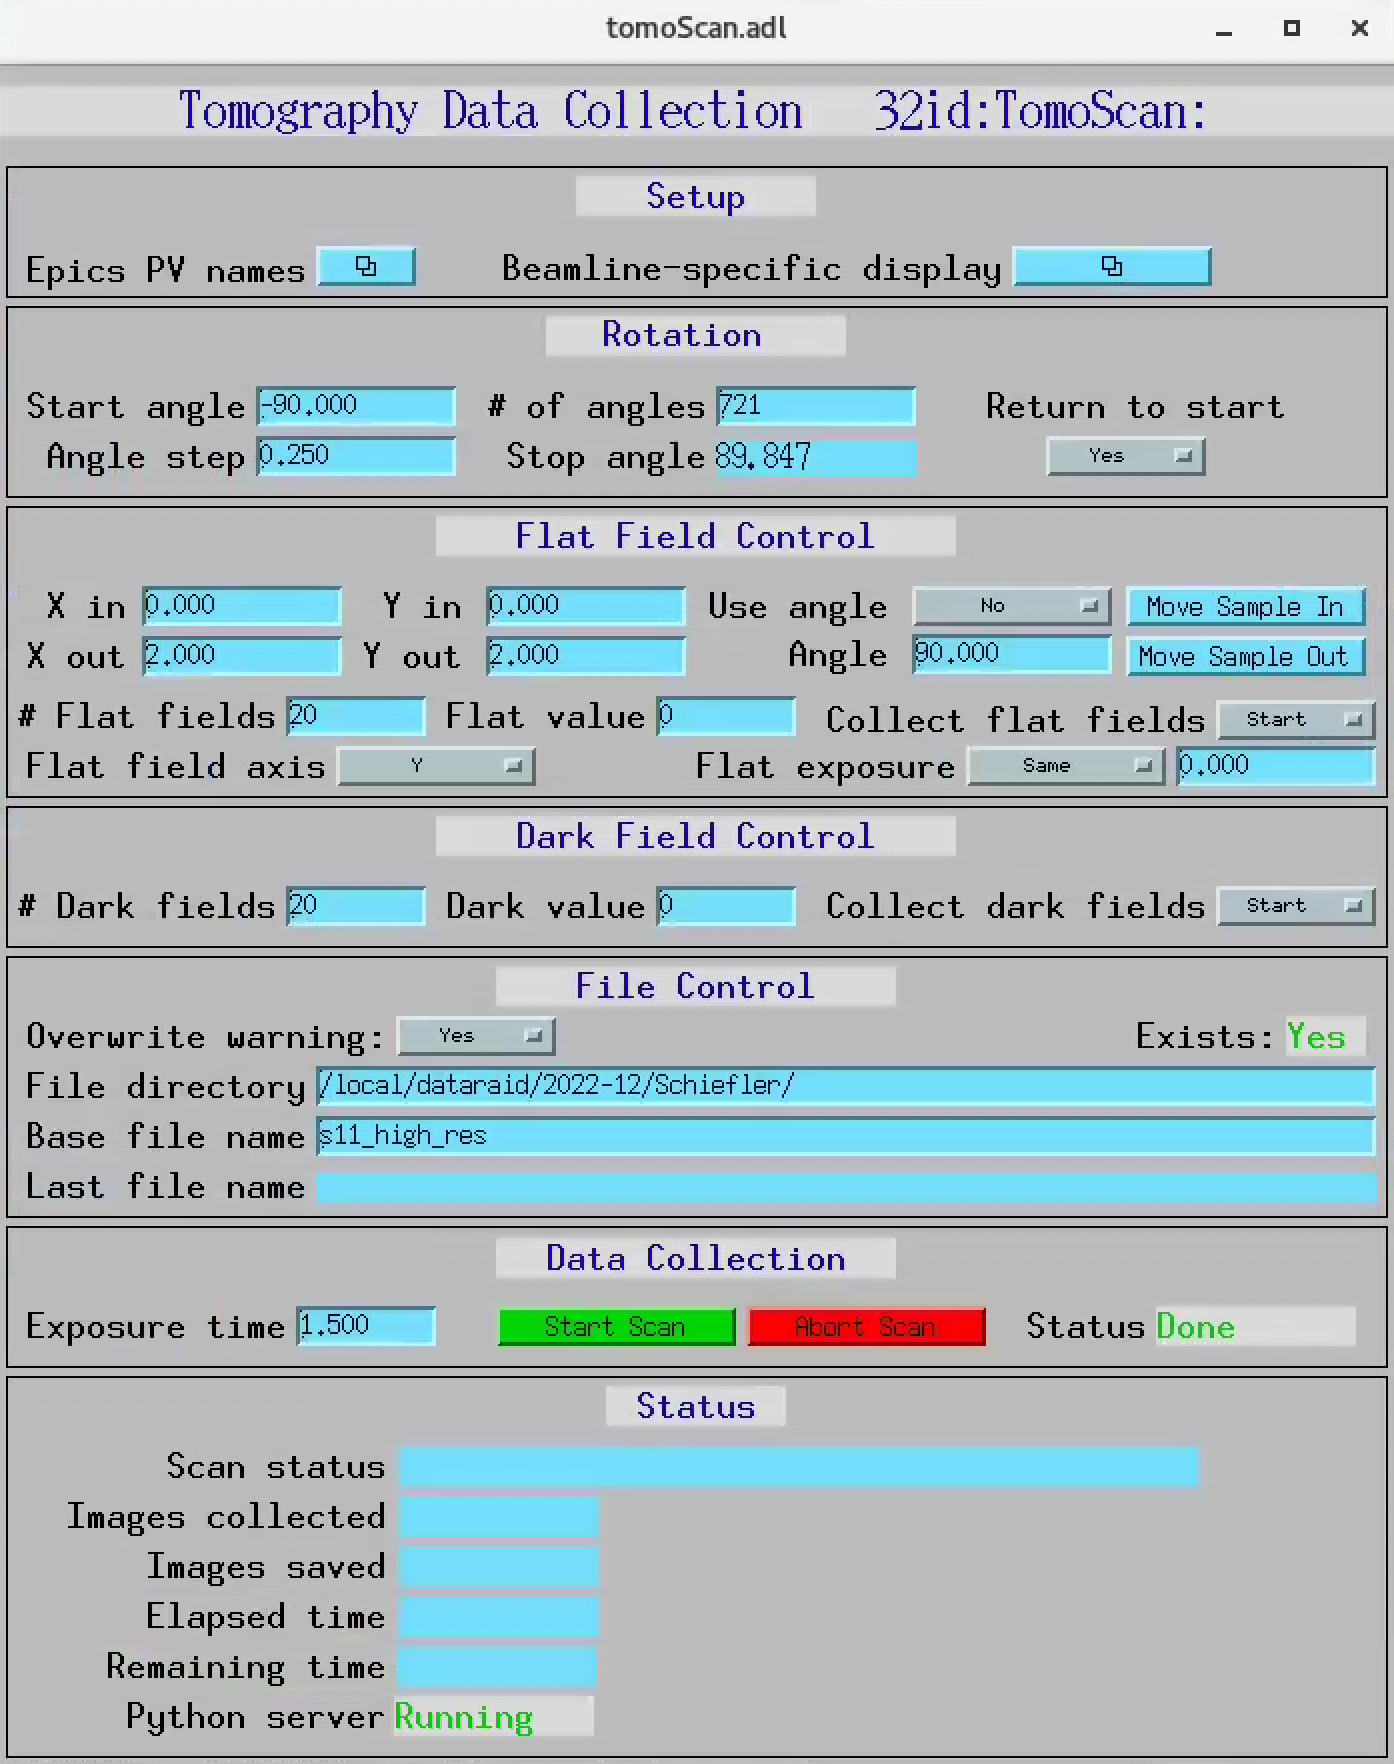 tomoScan.adl
Tomography Data Collection 32id:TomoScan:
Setup
Epics PV names Beamline-specific display
Rotation
Start angle -90.000 # of angles 721 Return to start
Angle step 0.250 Stop angle 89.847 Yes
Flat Field Control
X in 0.000 Y in 0.000 Use angle No Move Sample In
X out 2.000 Y out 2.000 Angle 90.000 Move Sample Out
# Flat fields 20 Flat value 0 Collect flat fields Start
Flat field axis Y Flat exposure Same 0.000
Dark Field Control
# Dark fields 20 Dark value 0 Collect dark fields Start
File Control
Overwrite warning: Yes Exists: Yes
File directory /local/dataraid/2022-12/Schiefler/
Base file name s11_high_res
Last file name
Data Collection
Exposure time 1.500 Start Scan Abort Scan Status Done
Status
Scan status
Images collected
Images saved
Elapsed time
Remaining time
Python server Running